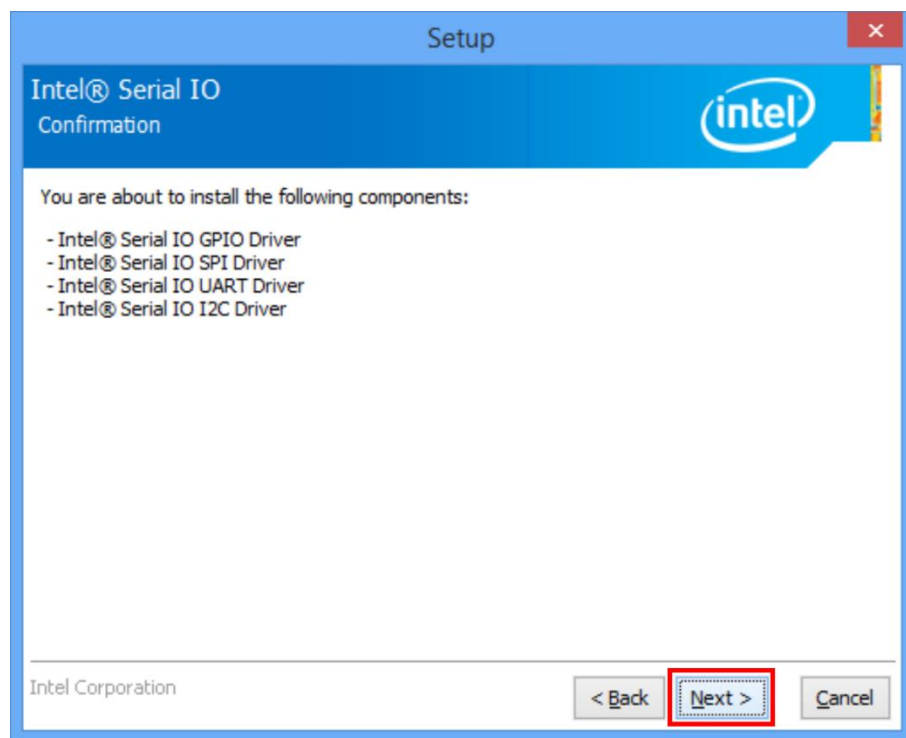 Setup
Intel® Serial IO
Confirmation
intel
You are about to install the following components:
- Intel® Serial IO GPIO Driver
- Intel® Serial IO SPI Driver
- Intel® Serial IO UART Driver
- Intel® Serial IO I2C Driver
Intel Corporation
< Back Next > Cancel